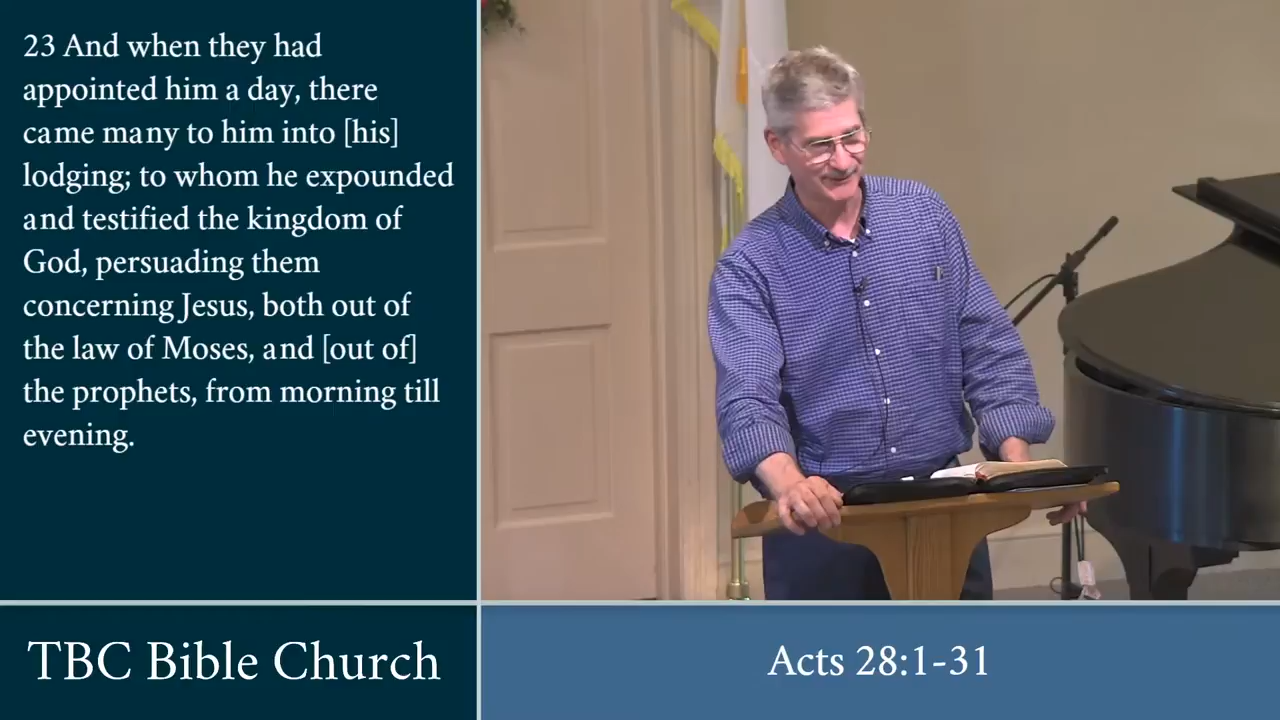 23 And when they had
appointed him a day, there
came many to him into [his]
lodging; to whom he expounded
and testified the kingdom of
God, persuading them
concerning Jesus, both out of
the law of Moses, and [out of]
the prophets, from morning till
evening.
TBC Bible Church
Acts 28:1-31